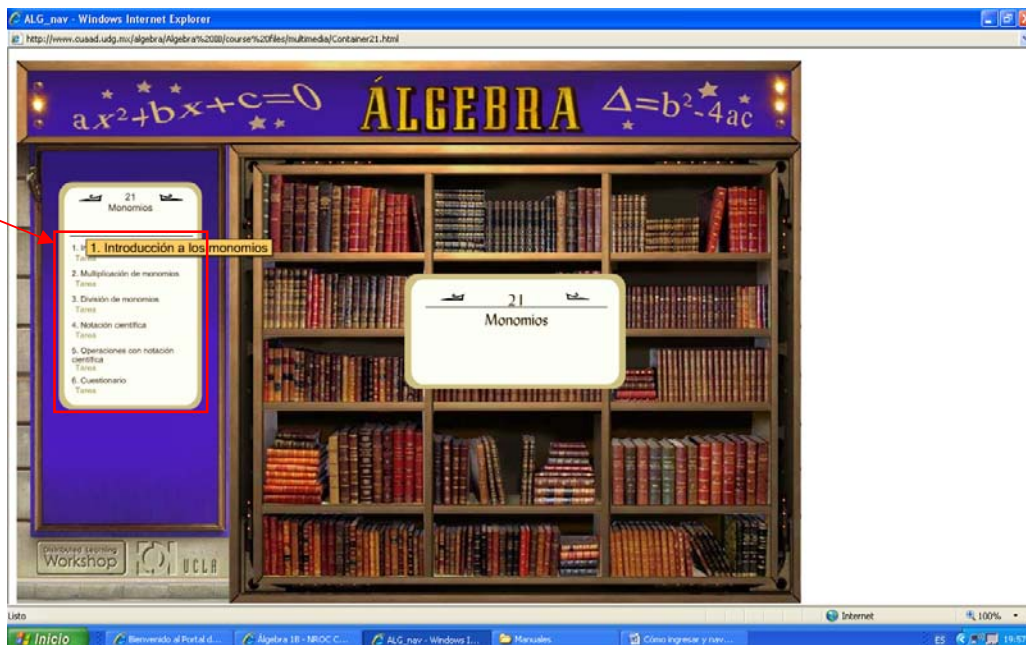 ALG_nav - Windows Internet Explorer
http://www.cuaad.udg.mx/algebra/Algebra%201B/course%20files/multimedia/Container21.html
ax²+bx+c=0
ÁLGEBRA
Δ=b²-4ac
21
Monomios
1. Introducción a los monomios
Tarea
2. Multiplicación de monomios
Tarea
3. División de monomios
Tarea
4. Notación científica
Tarea
5. Operaciones con notación
científica
Tarea
6. Cuestionario
Tarea
21
Monomios
Distributed Learning
Workshop
UCLA
Listo
Internet
100%
Inicio
Bienvenido al Portal d...
Álgebra 1B - NROC C...
ALG_nav - Windows I...
Manuales
Cómo ingresar y nav...
ES
19:57